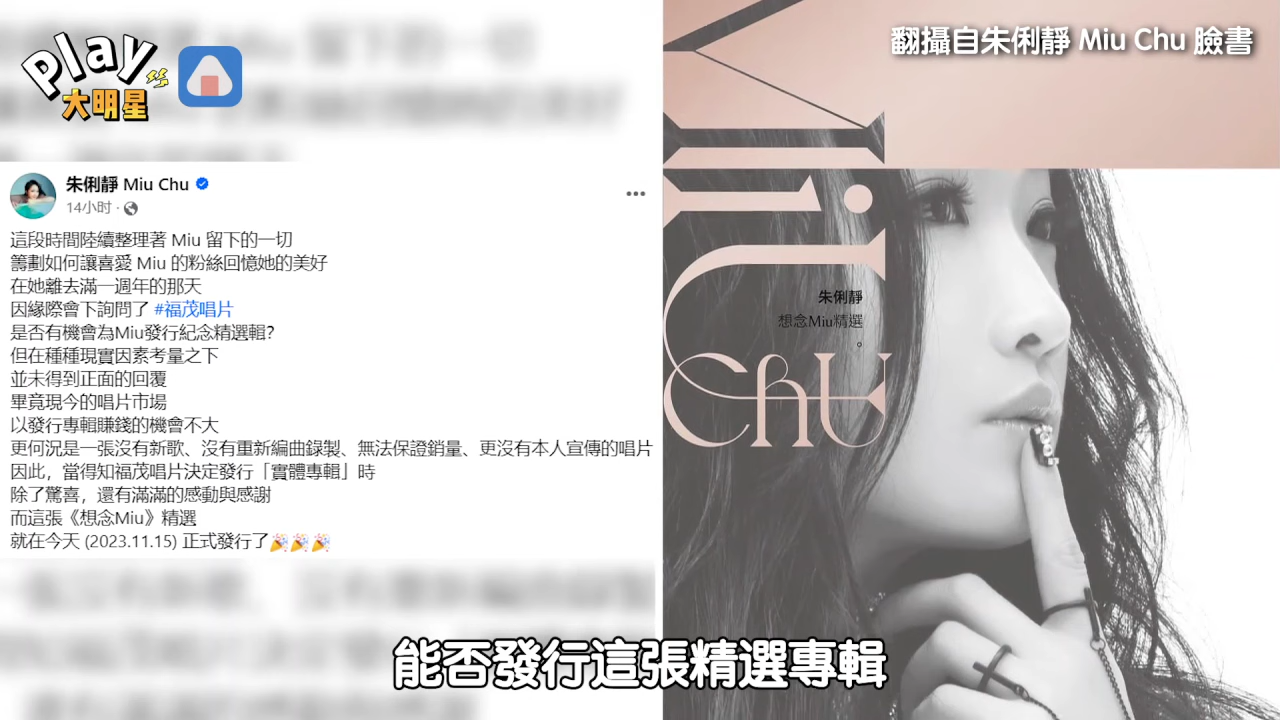 Play
大明星
翻攝自朱俐靜 Miu Chu 臉書
朱俐靜 Miu Chu
14小时
這段時間陸續整理著 Miu 留下的一切
籌劃如何讓喜愛 Miu 的粉絲回憶她的美好
在她離去滿一週年的那天
因緣際會下詢問了 #福茂唱片
是否有機會為Miu發行紀念精選輯?
但在種種現實因素考量之下
並未得到正面的回覆
畢竟現今的唱片市場
以發行專輯賺錢的機會不大
更何況是一張沒有新歌、沒有重新編曲錄製、無法保證銷量、更沒有本人宣傳的唱片
因此，當得知福茂唱片決定發行「實體專輯」時
除了驚喜，還有滿滿的感動與感謝
而這張《想念Miu》精選
就在今天 (2023.11.15) 正式發行了🎉🎉🎉
Miu
朱俐靜
想念Miu精選
。
Chu
能否發行這張精選專輯